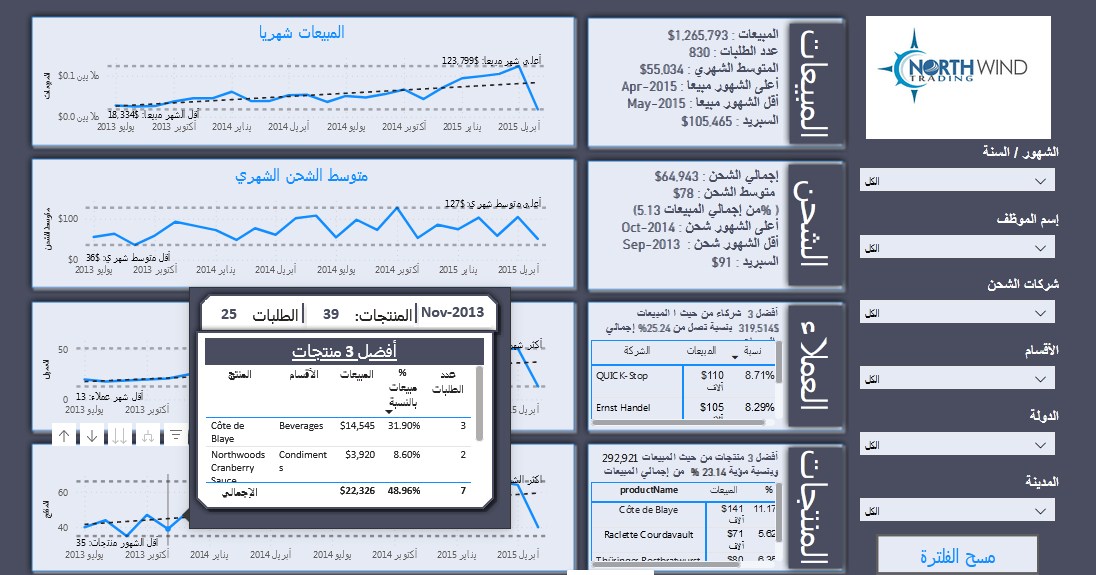 NORTHWIND
TRADING
الشهور / السنة
الكل
إسم الموظف
الكل
شركات الشحن
الكل
الأقسام
الكل
الدولة
الكل
المدينة
الكل
مسح الفلترة
المبيعات
المبيعات : $1,265,793
عدد الطلبات : 830
المتوسط الشهري : $55,034
أعلى الشهور مبيعا : Apr-2015
أقل الشهور مبيعا : May-2015
السبريد : $105,465
المبيعات شهريا
المبيعات
$0.1 ملايين
$0.0 ملايين
أعلى شهر مبيعا: 123,799$
أقل الشهر مبيعا: 18,334$
يوليو 2013
أكتوبر 2013
يناير 2014
أبريل 2014
يوليو 2014
أكتوبر 2014
يناير 2015
أبريل 2015
الشحن
إجمالي الشحن : $64,943
متوسط الشحن : $78
( %من إجمالي المبيعات 5.13)
أعلى الشهور شحن : Oct-2014
أقل الشهور شحن : Sep-2013
السبريد : $91
متوسط الشحن الشهري
متوسط الشحن
$100
$0
أعلى متوسط شهري: 127$
أقل متوسط شهري: 36$
يوليو 2013
أكتوبر 2013
يناير 2014
أبريل 2014
يوليو 2014
أكتوبر 2014
يناير 2015
أبريل 2015
العملاء
أفضل 3 شركاء من حيث ا المبيعات
319,514$ بنسبة تصل من 25.24% إجمالي
الشركة المبيعات نسبة
QUICK-Stop $110 ألاف 8.71%
Ernst Handel $105 8.29%
العميل
50
0
أكثر شهر
أقل شهر عملاء: 13
يوليو 2013
أكتوبر 2013
2015
Nov-2013
المنتجات: 39
الطلبات 25
أفضل 3 منتجات
المنتج الأقسام المبيعات % مبيعات بالنسبة عدد الطلبات
Côte de Blaye Beverages $14,545 31.90% 3
Northwoods Cranberry Sauce Condiments $3,920 8.60% 2
الإجمالي $22,326 48.96% 7
المنتجات
أفضل 3 منتجات من حيث المبيعات 292,921
وبنسبة مؤية 23.14 % من إجمالي المبيعات
productName المبيعات %
Côte de Blaye $141 ألاف 11.17
Raclette Courdavault $71 ألاف 5.62
Thüringer Rostbratwurst $80 6.36
المنتج
60
40
أكثر الش
أقل الشهور منتجات: 35
يوليو 2013
أكتوبر 2013
يناير 2014
أبريل 2014
يوليو 2014
أكتوبر 2014
يناير 2015
أبريل 2015